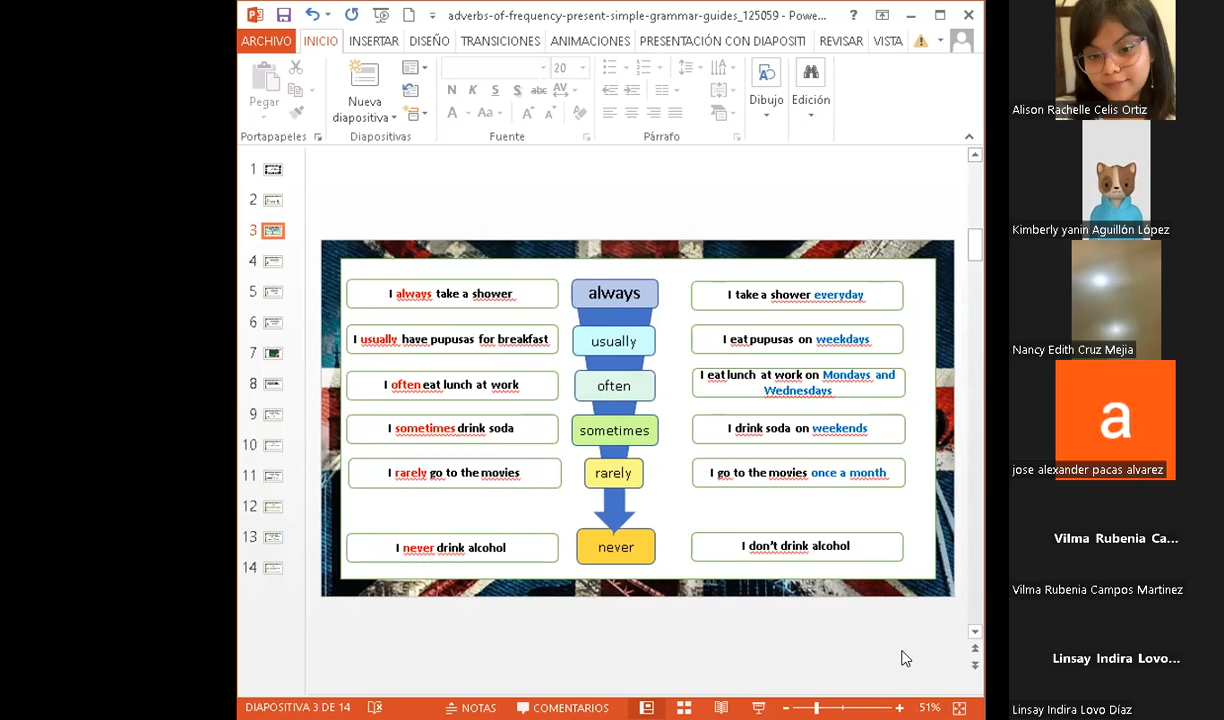 adverbs-of-frequency-present-simple-grammar-guides_125059 - Powe...
ARCHIVO INICIO INSERTAR DISEÑO TRANSICIONES ANIMACIONES PRESENTACIÓN CON DIAPOSITI REVISAR VISTA
20
Pegar
Nueva
diapositiva
N K S S abc AV
A Aa A A
Dibujo
Edición
Portapapeles Diapositivas Fuente Párrafo
1
2
3
4
5
6
7
8
9
10
11
12
13
14
I always take a shower always I take a shower everyday
I usually have pupusas for breakfast usually I eat pupusas on weekdays
I often eat lunch at work often I eat lunch at work on Mondays and
Wednesdays
I sometimes drink soda sometimes I drink soda on weekends
I rarely go to the movies rarely I go to the movies once a month
I never drink alcohol never I don't drink alcohol
DIAPOSITIVA 3 DE 14 NOTAS COMENTARIOS 51%
Alison Rachelle Celis Ortiz
Kimberly yanin Aguillón López
Nancy Edith Cruz Mejia
a
jose alexander pacas alvarez
Vilma Rubenia Ca...
Vilma Rubenia Campos Martinez
Linsay Indira Lovo...
Linsay Indira Lovo Díaz